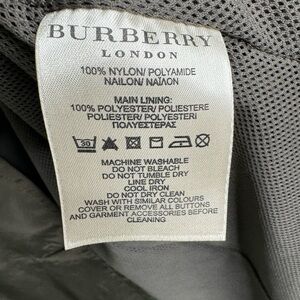 BURBERRY
LONDON
100% NYLON/ POLYAMIDE
NAILON/ ΝΑΪΛΟΝ
MAIN LINING:
100% POLYESTER/ POLIESTERE
POLIESTER/ POLYESTERI
ΠΟΛΥΕΣΤΕΡΑΣ
MACHINE WASHABLE
DO NOT BLEACH
DO NOT TUMBLE DRY
LINE DRY
COOL IRON
DO NOT DRY CLEAN
WASH WITH SIMILAR COLOURS
COVER OR REMOVE ALL BUTTONS
AND GARMENT ACCESSORIES BEFORE
CLEANING